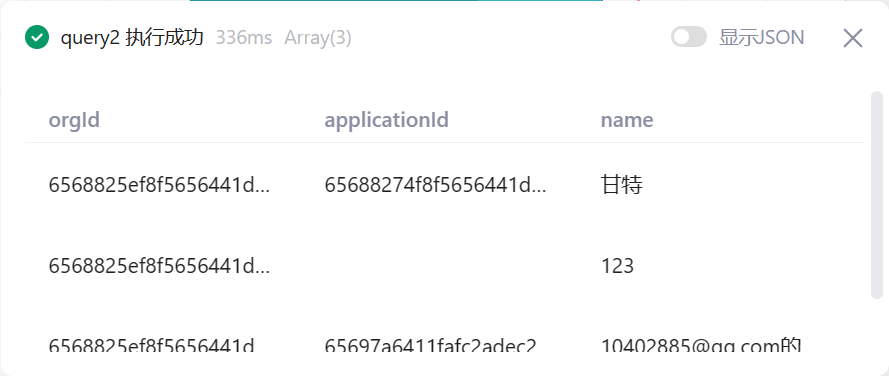 query2 执行成功 336ms Array(3) 显示JSON
orgId applicationId name
6568825ef8f5656441d... 65688274f8f5656441d... 甘特
6568825ef8f5656441d... 123
6568825ef8f5656441d 65697a6411fafc2adec2 10402885@qq.com的